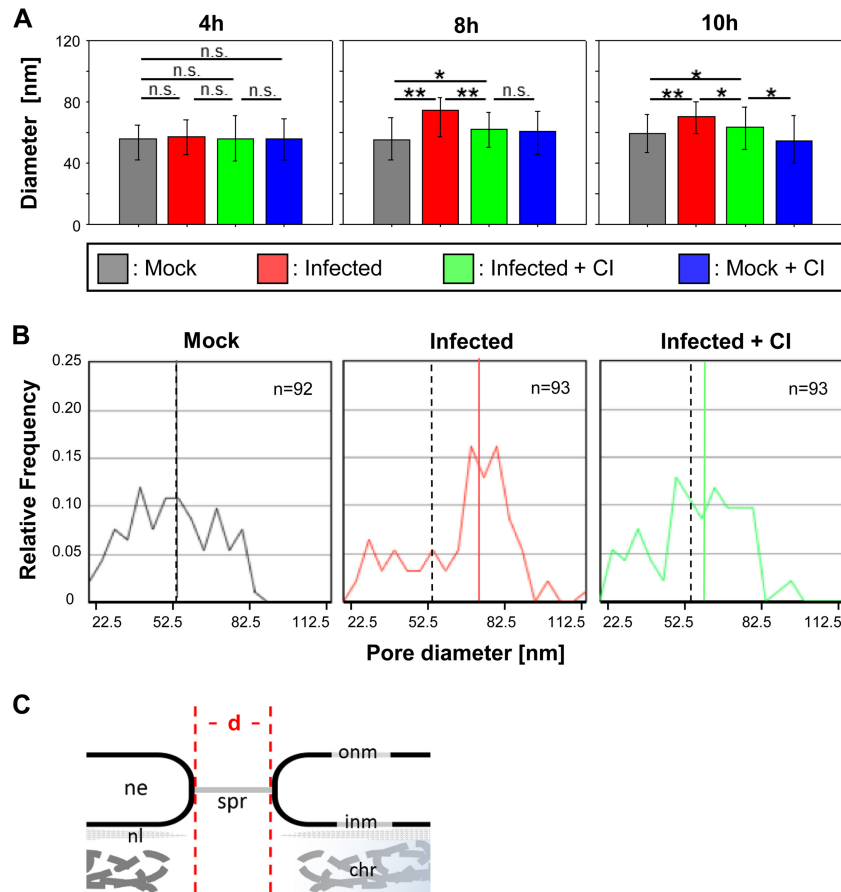 A
4h
8h
10h
Diameter [nm]
120
80
40
0
n.s.
n.s.
n.s. n.s. n.s.
*
** ** n.s.
*
** * *
: Mock : Infected : Infected + CI : Mock + CI
B
Mock
Infected
Infected + CI
Relative Frequency
0.25
0.20
0.15
0.10
0.05
0
n=92
n=93
n=93
22.5 52.5 82.5 112.5
22.5 52.5 82.5 112.5
22.5 52.5 82.5 112.5
Pore diameter [nm]
C
- d -
onm
ne
spr
inm
nl
chr